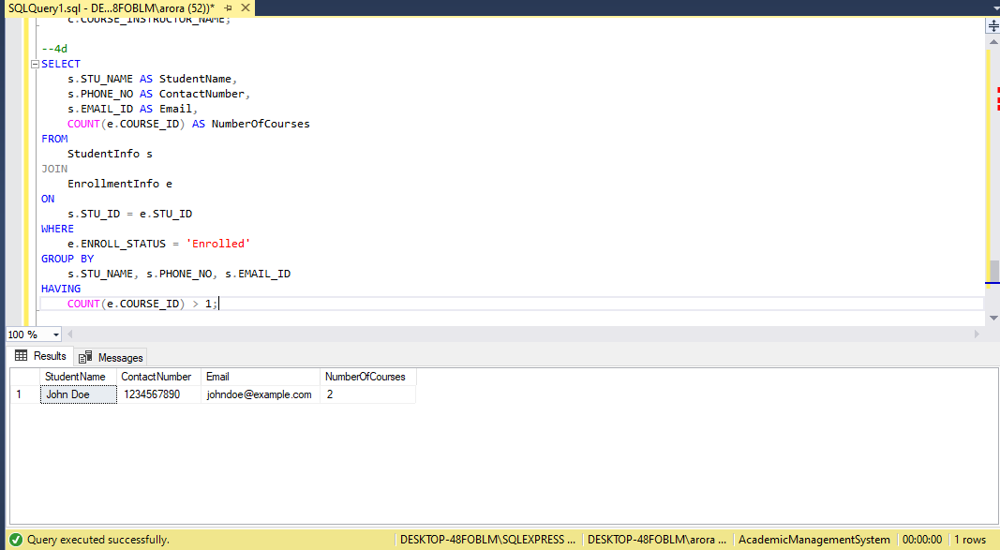 SQLQuery1.sql - DE...8FOBLM\arora (52))*
c.COURSE_INSTRUCTOR_NAME;
--4d
SELECT
s.STU_NAME AS StudentName,
s.PHONE_NO AS ContactNumber,
s.EMAIL_ID AS Email,
COUNT(e.COURSE_ID) AS NumberOfCourses
FROM
StudentInfo s
JOIN
EnrollmentInfo e
ON
s.STU_ID = e.STU_ID
WHERE
e.ENROLL_STATUS = 'Enrolled'
GROUP BY
s.STU_NAME, s.PHONE_NO, s.EMAIL_ID
HAVING
COUNT(e.COURSE_ID) > 1;
100 %
Results Messages
StudentName ContactNumber Email NumberOfCourses
1 John Doe 1234567890 johndoe@example.com 2
Query executed successfully. DESKTOP-48FOBLM\SQLEXPRESS ... DESKTOP-48FOBLM\arora ... AcademicManagementSystem 00:00:00 1 rows